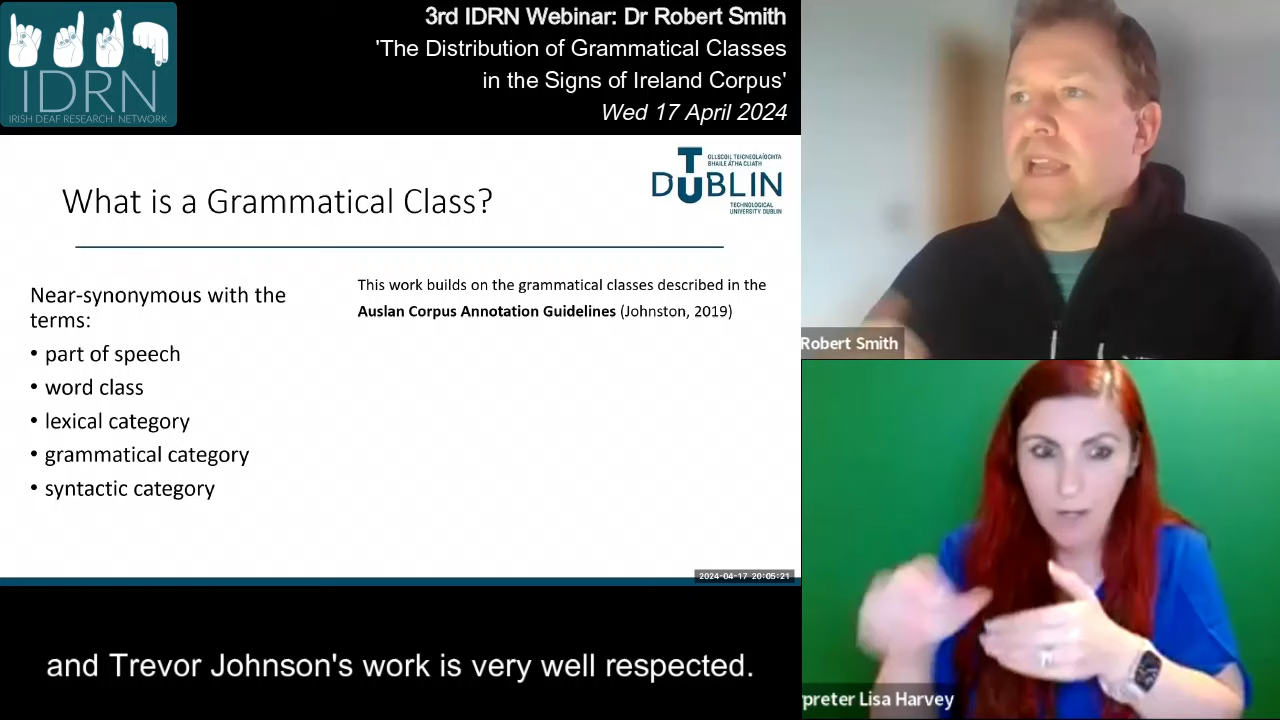 IDRN
IRISH DEAF RESEARCH NETWORK
3rd IDRN Webinar: Dr Robert Smith
'The Distribution of Grammatical Classes
in the Signs of Ireland Corpus'
Wed 17 April 2024
OLLSCOIL TEICNEOLAÍOCHTA
BHAILE ÁTHA CLIATH
TU DUBLIN
TECHNOLOGICAL
UNIVERSITY DUBLIN
What is a Grammatical Class?
Near-synonymous with the
terms:
• part of speech
• word class
• lexical category
• grammatical category
• syntactic category
This work builds on the grammatical classes described in the
Auslan Corpus Annotation Guidelines (Johnston, 2019)
2024-04-17 20:05:21
and Trevor Johnson's work is very well respected.
Robert Smith
rpreter Lisa Harvey